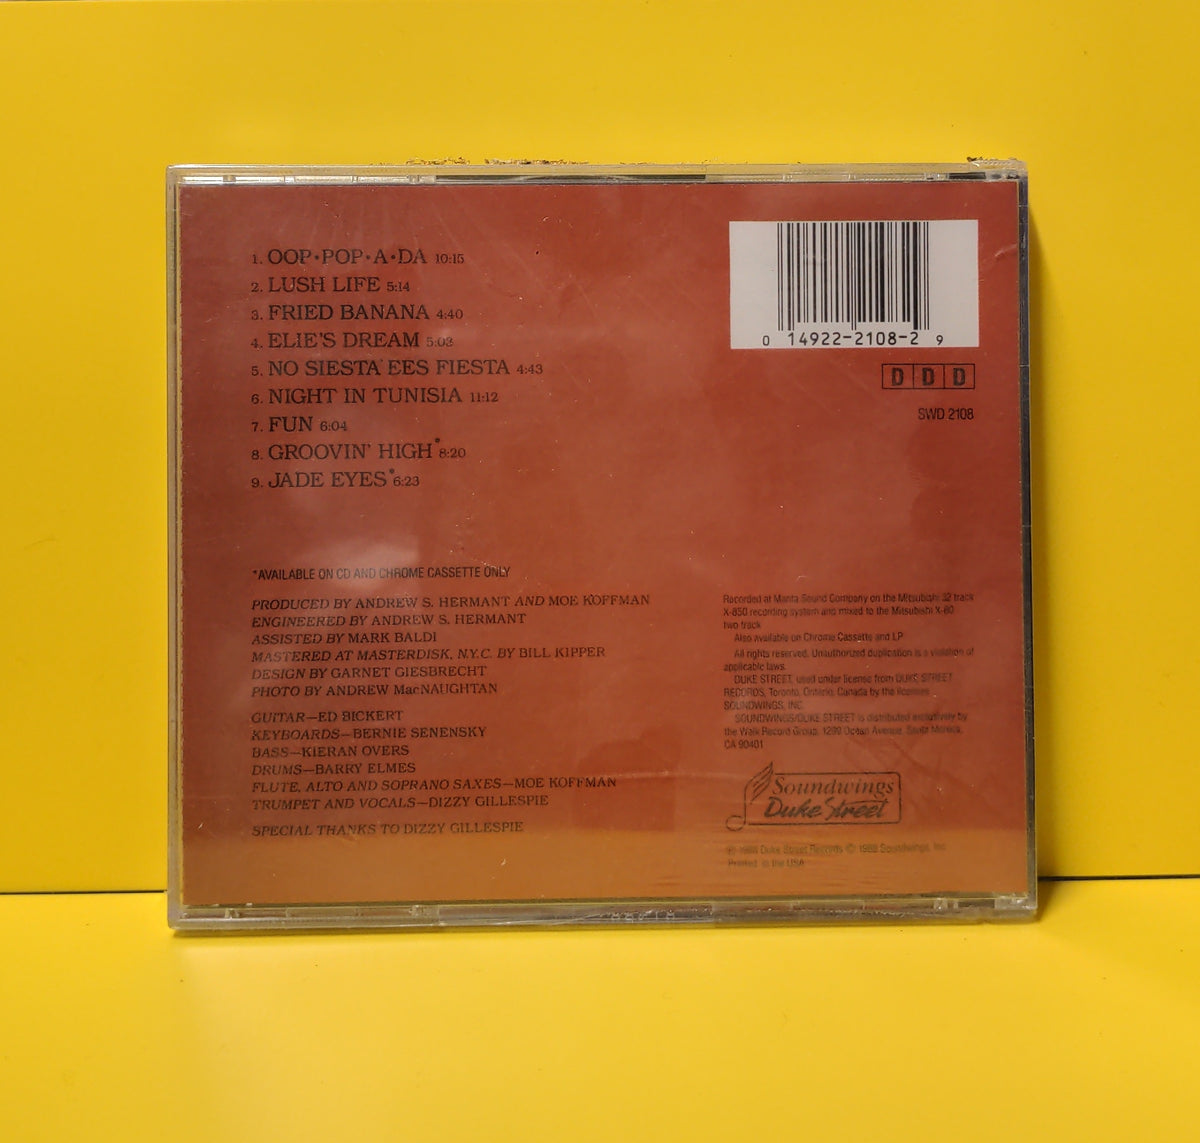 1. OOP•POP•A•DA 10:15
2. LUSH LIFE 5:14
3. FRIED BANANA 4:40
4. ELIE'S DREAM 5:03
5. NO SIESTA EES FIESTA 4:43
6. NIGHT IN TUNISIA 11:12
7. FUN 6:04
8. GROOVIN' HIGH* 8:20
9. JADE EYES* 6:23
*AVAILABLE ON CD AND CHROME CASSETTE ONLY
PRODUCED BY ANDREW S. HERMANT AND MOE KOFFMAN
ENGINEERED BY ANDREW S. HERMANT
ASSISTED BY MARK BALDI
MASTERED AT MASTERDISK, N.Y.C. BY BILL KIPPER
DESIGN BY GARNET GIESBRECHT
PHOTO BY ANDREW MacNAUGHTAN
GUITAR—ED BICKERT
KEYBOARDS—BERNIE SENENSKY
BASS—KIERAN OVERS
DRUMS—BARRY ELMES
FLUTE, ALTO AND SOPRANO SAXES—MOE KOFFMAN
TRUMPET AND VOCALS—DIZZY GILLESPIE
SPECIAL THANKS TO DIZZY GILLESPIE
0 14922-2108-2 9
D D D
SWD 2108
Recorded at Manta Sound Company on the Mitsubishi 32 track
X-850 recording system and mixed to the Mitsubishi X-80
two track
Also available on Chrome Cassette and LP
All rights reserved. Unauthorized duplication is a violation of
applicable laws.
DUKE STREET, used under license from DUKE STREET
RECORDS, Toronto, Ontario, Canada by the licensee
SOUNDWINGS, INC.
SOUNDWINGS/DUKE STREET is distributed exclusively by
the Welk Record Group, 1299 Ocean Avenue, Santa Monica,
CA 90401
Soundwings
Duke Street
Duke Street Records © 1988 Soundwings, Inc.
Printed in the USA